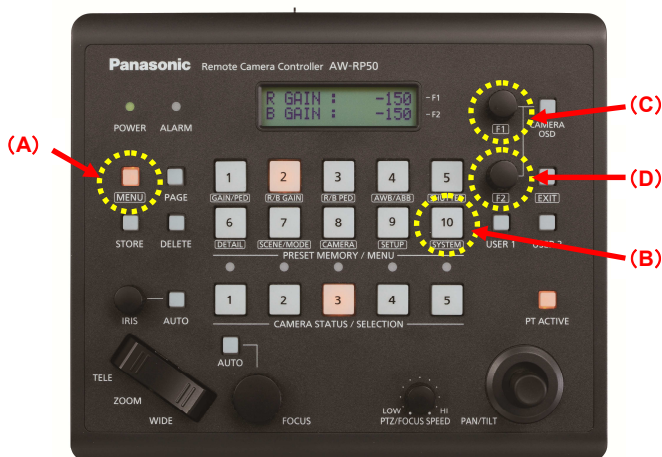 Panasonic Remote Camera Controller AW-RP50
R GAIN : -150 F1
B GAIN : -150 F2
POWER ALARM
(A)
(C)
(D)
(B)
F1
CAMERA
OSD
F2
EXIT
MENU PAGE
1 2 3 4 5
GAIN/PED R/B GAIN R/B PED AWB/ABB
STORE DELETE
6 7 8 9 10
DETAIL SCENE/MODE CAMERA SETUP SYSTEM
USER 1
PRESET MEMORY / MENU
IRIS AUTO
1 2 3 4 5
CAMERA STATUS / SELECTION
PT ACTIVE
AUTO
TELE
ZOOM
WIDE
FOCUS
LOW HI
PTZ/FOCUS SPEED
PAN/TILT